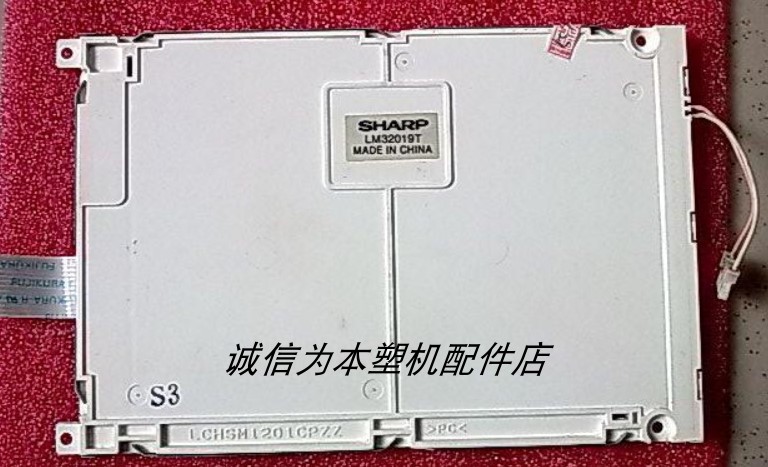 SHARP
LM32019T
MADE IN CHINA
FUJIKURA
诚信为本塑机配件店
S3
LCHSM1201CPZZ
>PC<